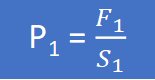 P₁ = F₁/S₁